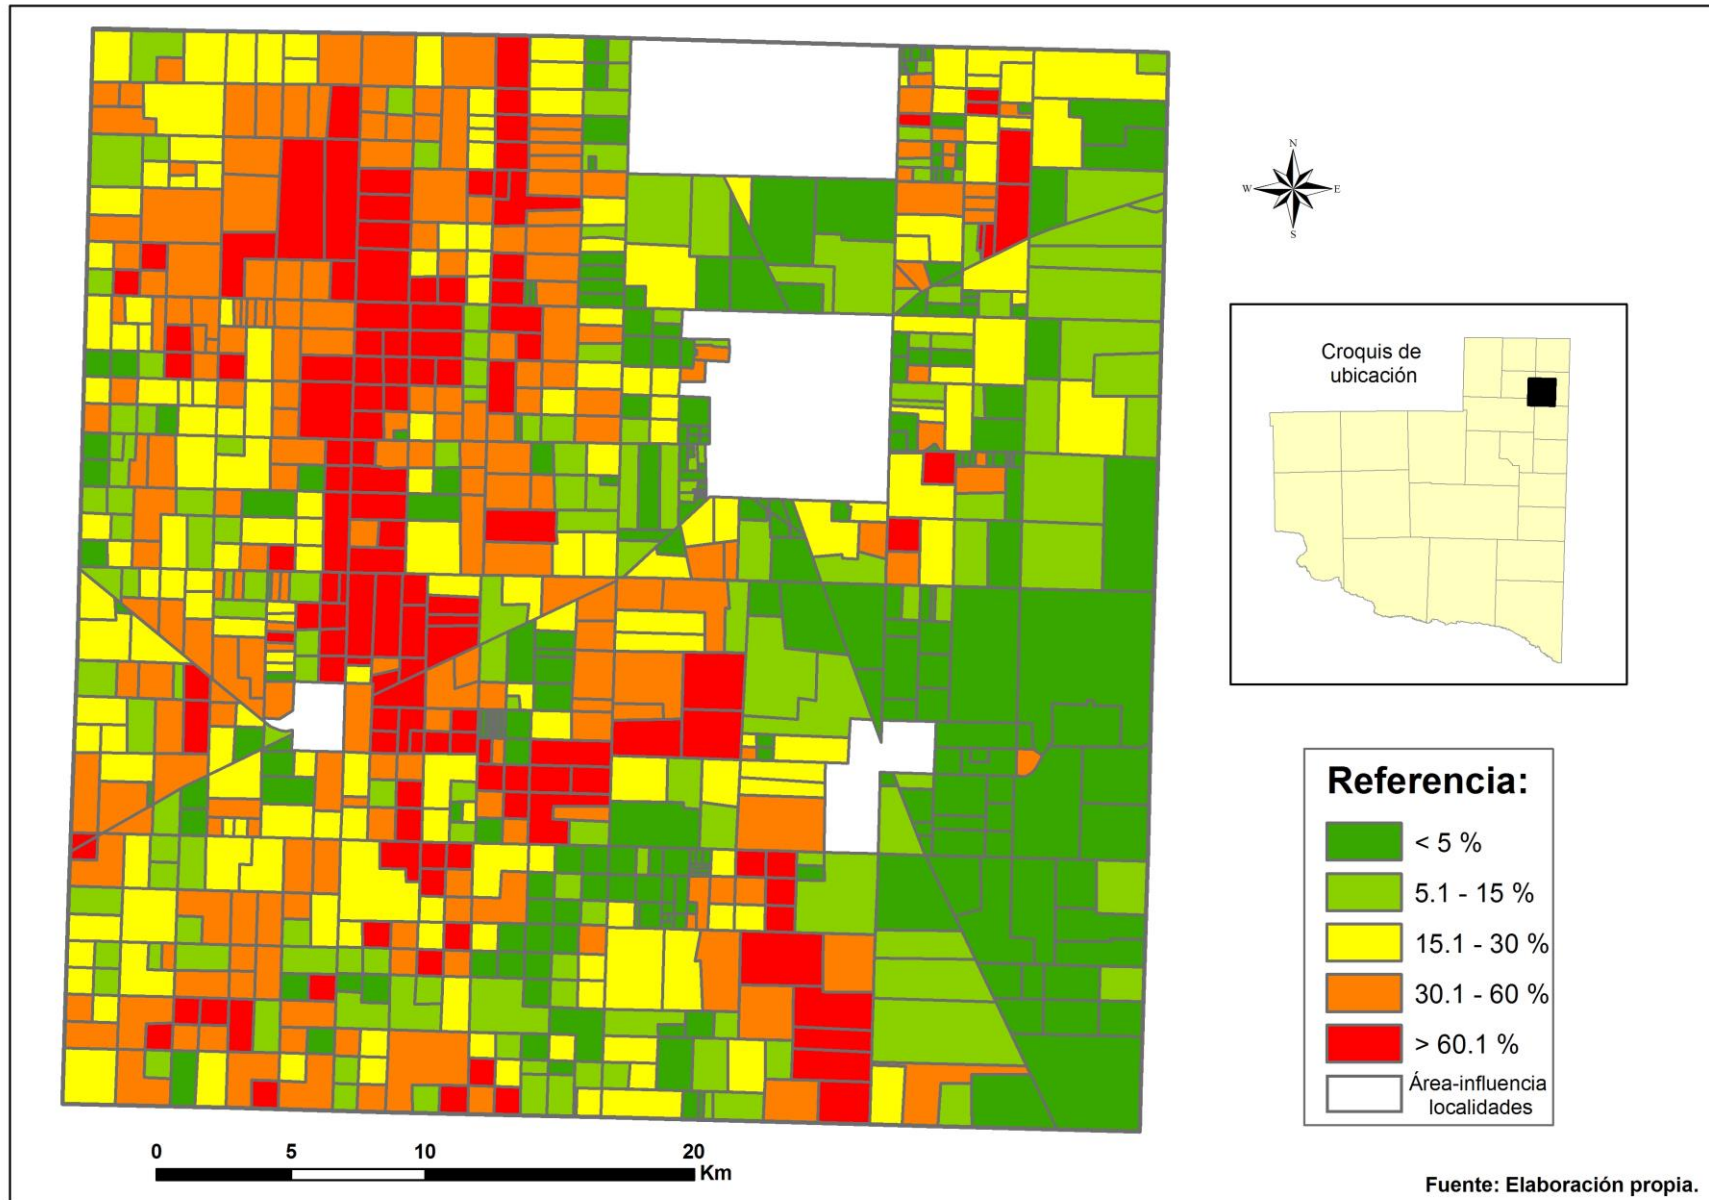 N
W
E
S
Croquis de
ubicación
Referencia:
< 5 %
5.1 - 15 %
15.1 - 30 %
30.1 - 60 %
> 60.1 %
Área-influencia
localidades
0 5 10 20
Km
Fuente: Elaboración propia.